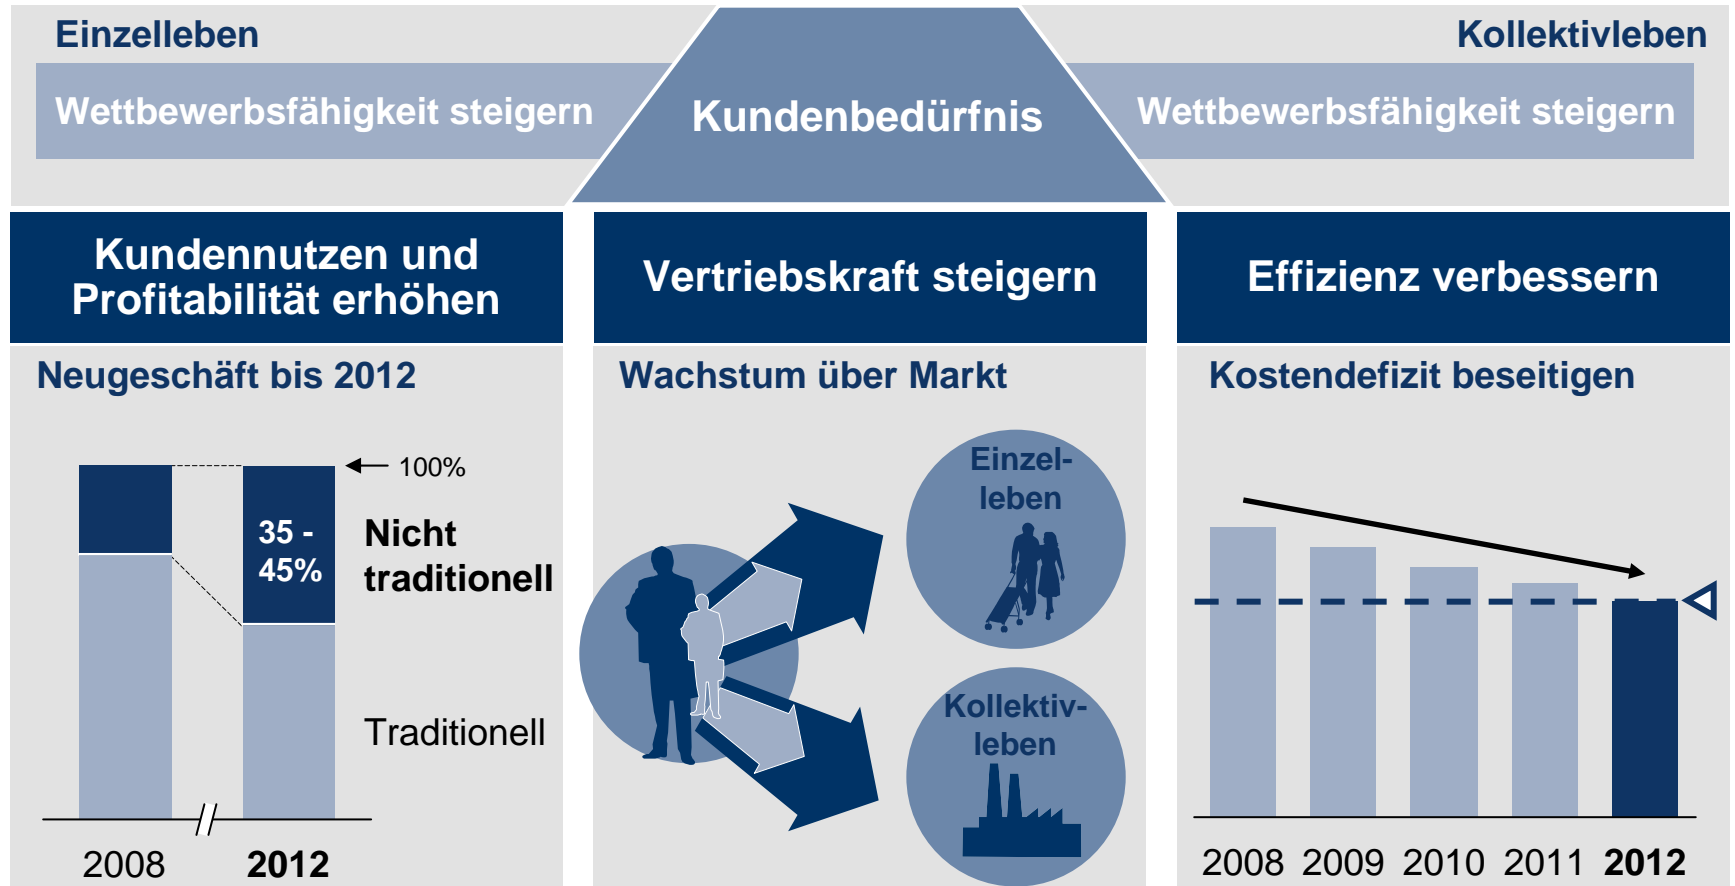 Einzelleben
Kollektivleben
Wettbewerbsfähigkeit steigern
Kundenbedürfnis
Wettbewerbsfähigkeit steigern
Kundennutzen und
Profitabilität erhöhen
Neugeschäft bis 2012
100%
35 -
45%
Nicht
traditionell
Traditionell
2008
2012
Vertriebskraft steigern
Wachstum über Markt
Einzel-
leben
Kollektiv-
leben
Effizienz verbessern
Kostendefizit beseitigen
2008 2009 2010 2011 2012